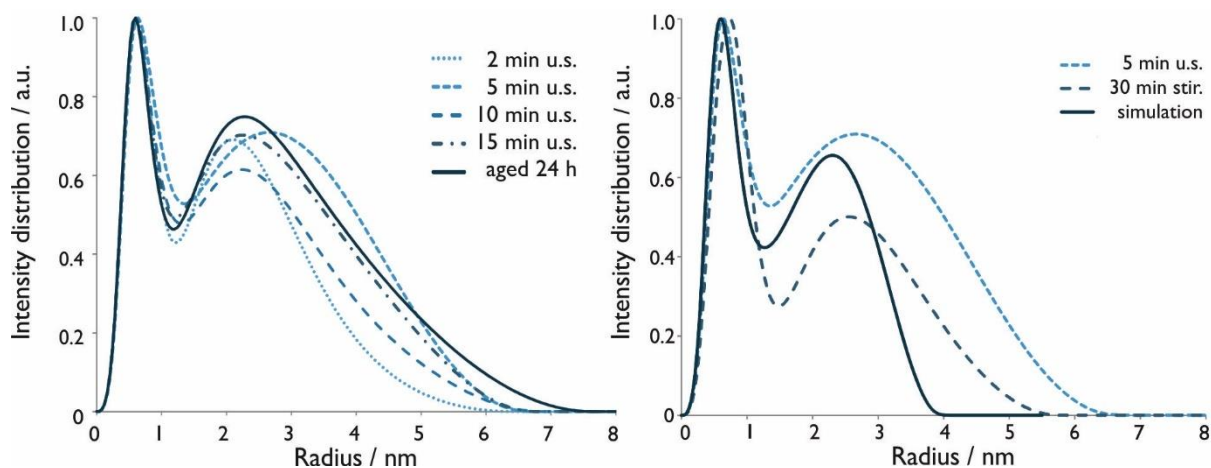 Intensity distribution / a.u.
1.0
0.8
0.6
0.4
0.2
0
2 min u.s.
5 min u.s.
10 min u.s.
15 min u.s.
aged 24 h
0 1 2 3 4 5 6 7 8
Radius / nm
Intensity distribution / a.u.
1.0
0.8
0.6
0.4
0.2
0
5 min u.s.
30 min stir.
simulation
0 1 2 3 4 5 6 7 8
Radius / nm